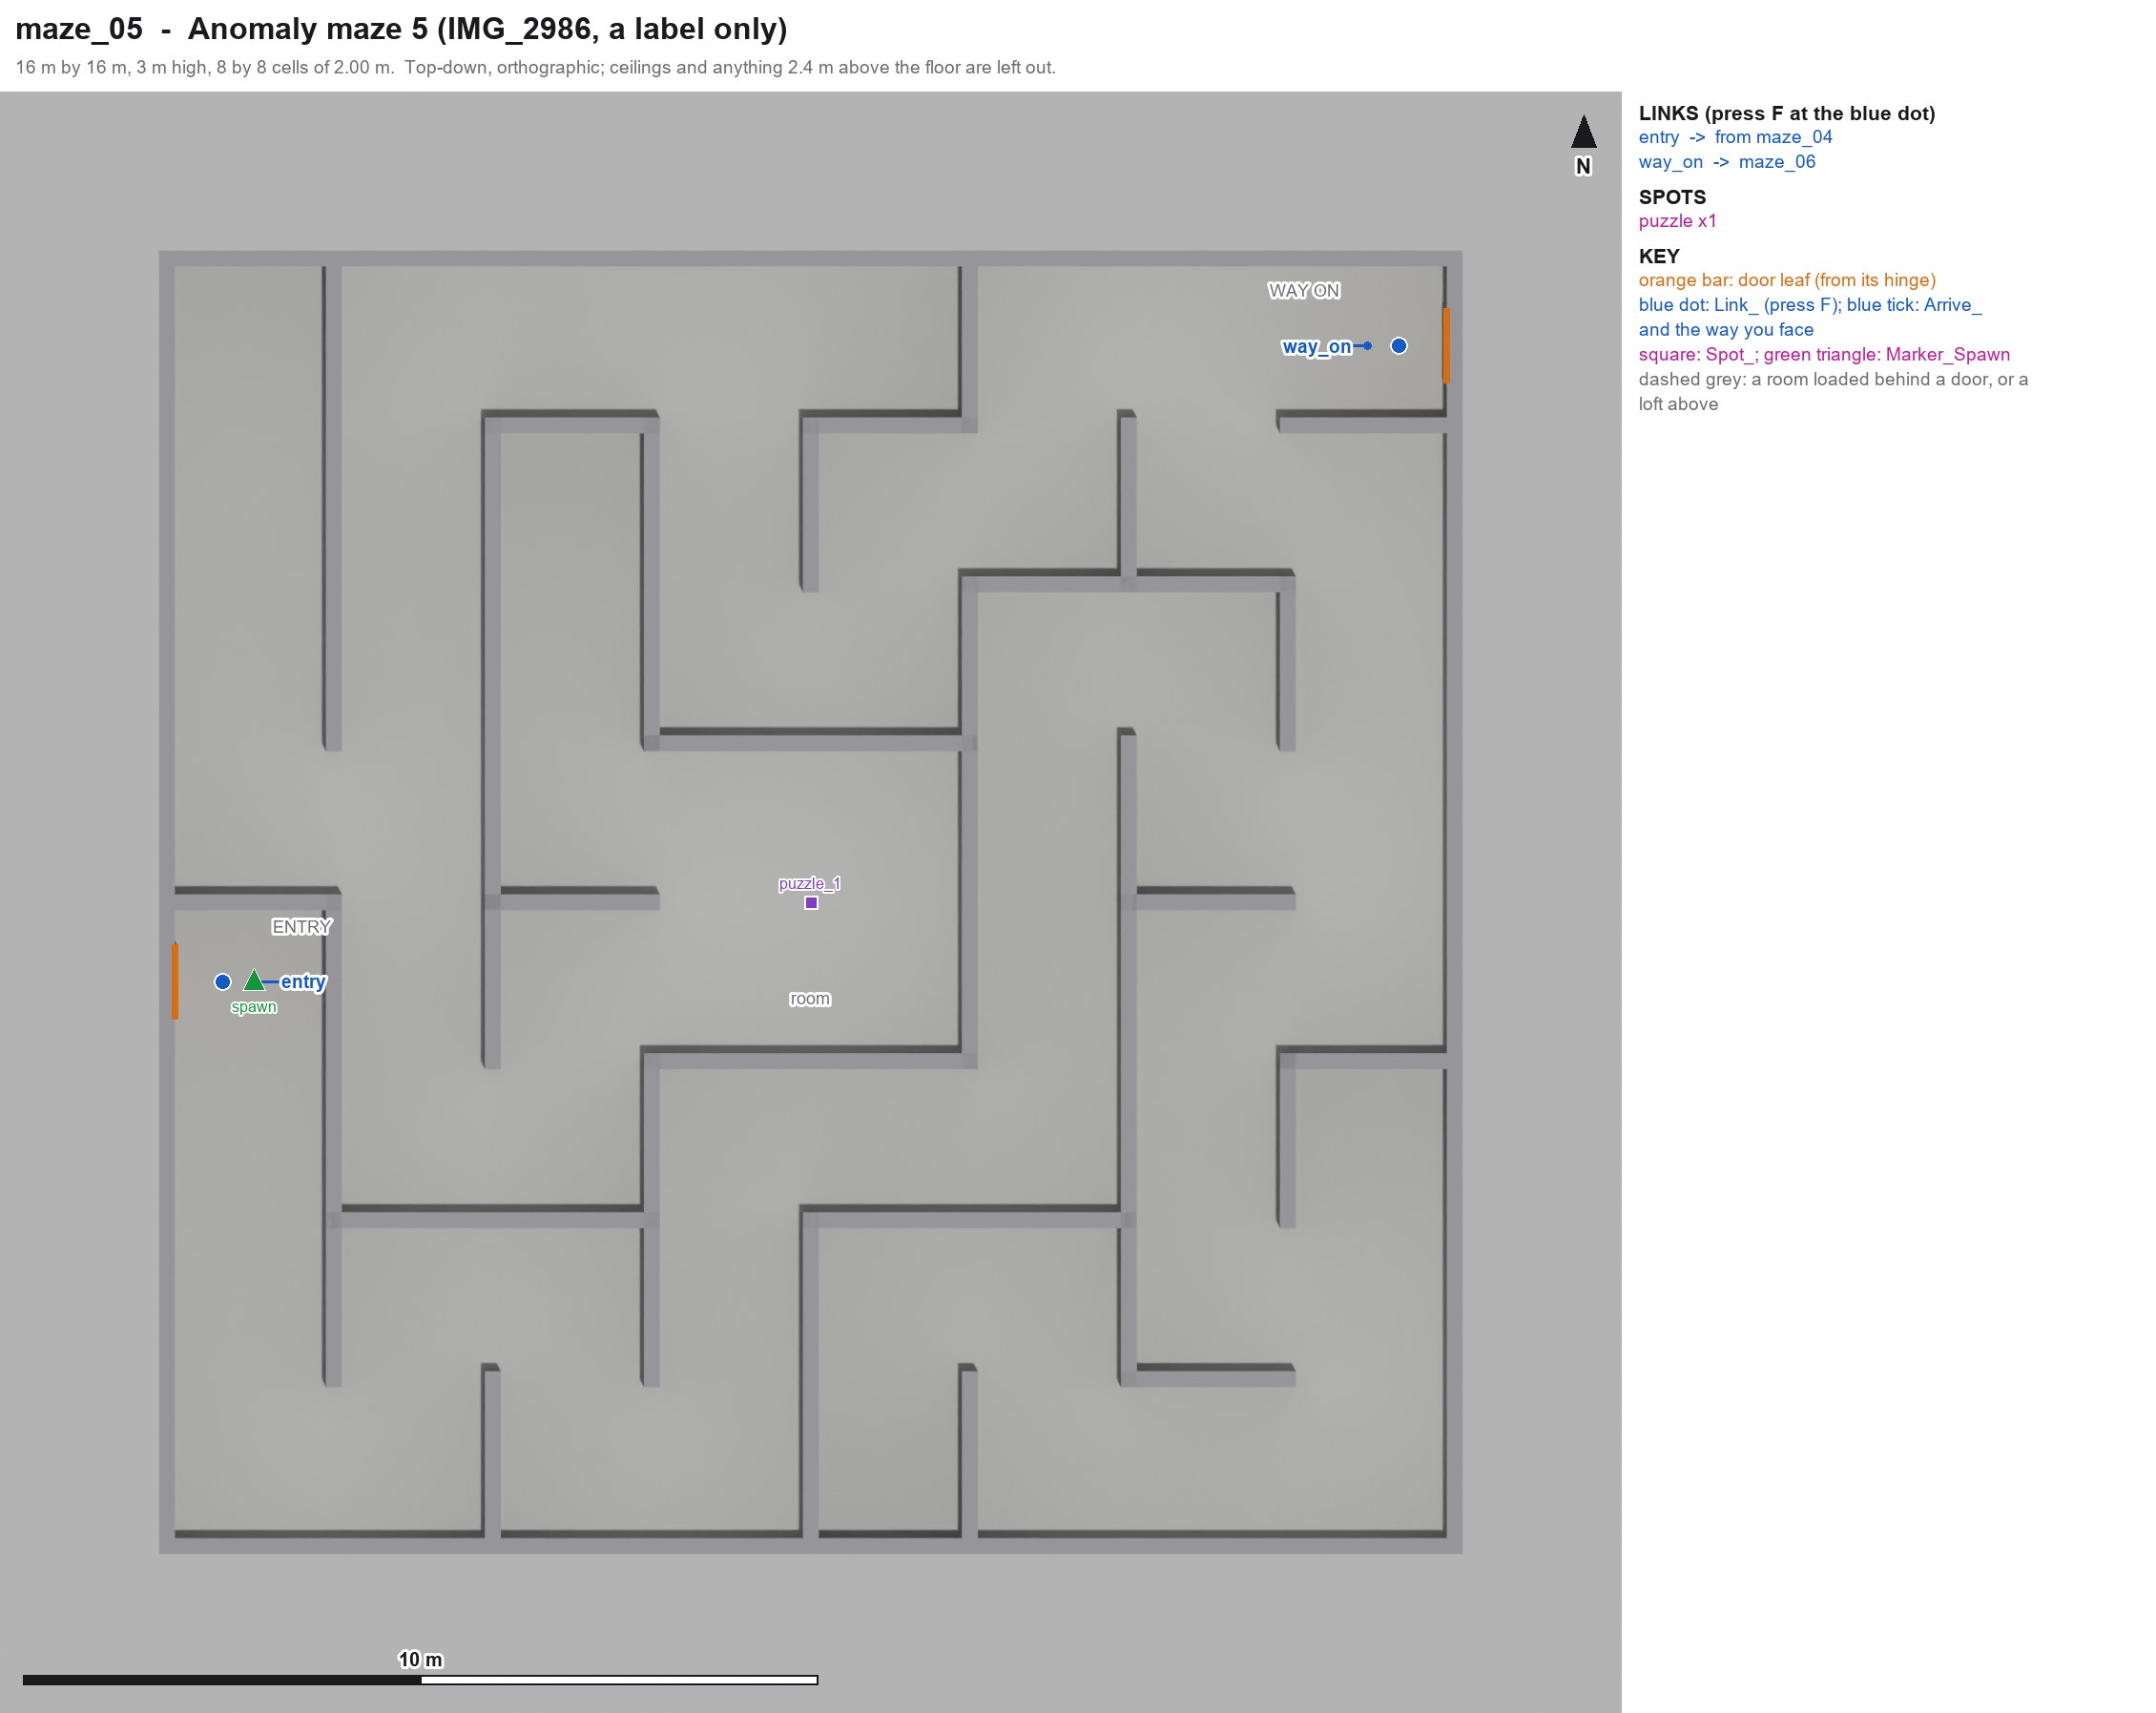 maze_05 - Anomaly maze 5 (IMG_2986, a label only)
16 m by 16 m, 3 m high, 8 by 8 cells of 2.00 m. Top-down, orthographic; ceilings and anything 2.4 m above the floor are left out.
LINKS (press F at the blue dot)
entry -> from maze_04
way_on -> maze_06
SPOTS
puzzle x1
KEY
orange bar: door leaf (from its hinge)
blue dot: Link_ (press F); blue tick: Arrive_
and the way you face
square: Spot_; green triangle: Marker_Spawn
dashed grey: a room loaded behind a door, or a
loft above
N
WAY ON
way_on
puzzle_1
ENTRY
entry
spawn
room
10 m